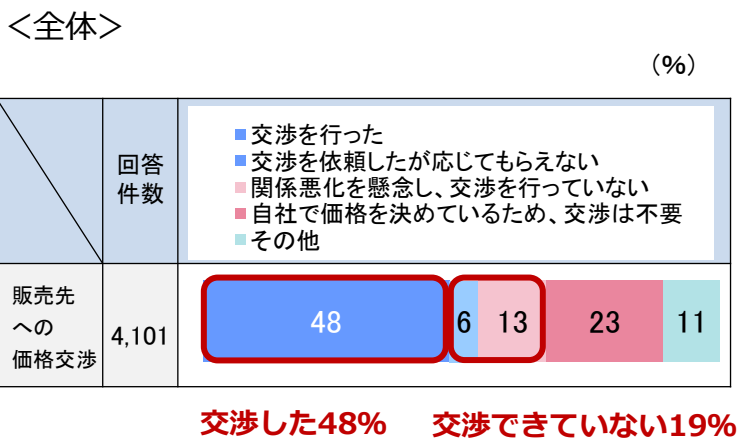 ＜全体＞
（%）
回答
件数
交渉を行った
交渉を依頼したが応じてもらえない
関係悪化を懸念し、交渉を行っていない
自社で価格を決めているため、交渉は不要
その他
販売先
への
価格交渉
4,101
48
6
13
23
11
交渉した48%
交渉できていない19%